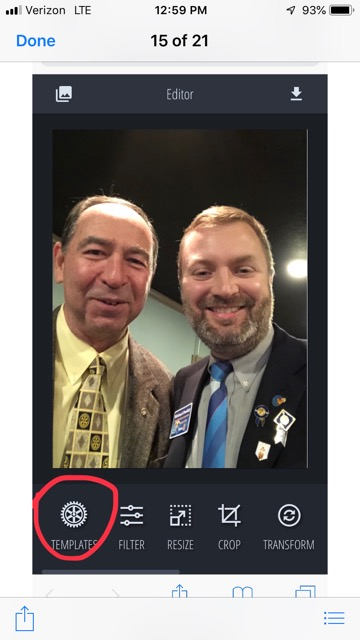 Verizon LTE 12:59 PM 93%
Done 15 of 21
Editor
TEMPLATES FILTER RESIZE CROP TRANSFORM